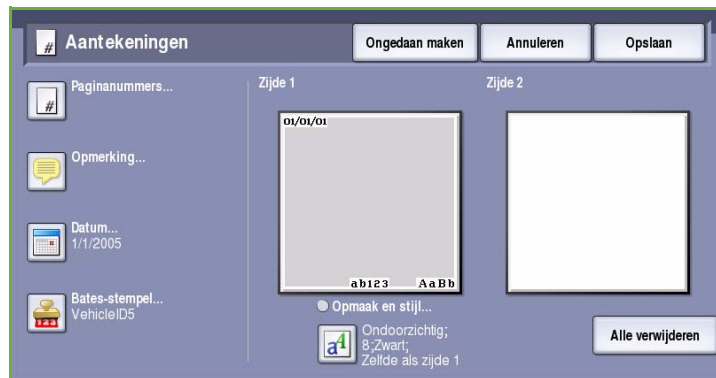 Aantekeningen
Ongedaan maken
Annuleren
Opslaan
Paginanummers...
Opmerking...
Datum...
1/1/2005
Bates-stempel...
VehicleID5
Zijde 1
Zijde 2
01/01/01
ab123 AaBb
Opmaak en stijl...
Ondoorzichtig;
8;Zwart;
Zelfde als zijde 1
Alle verwijderen